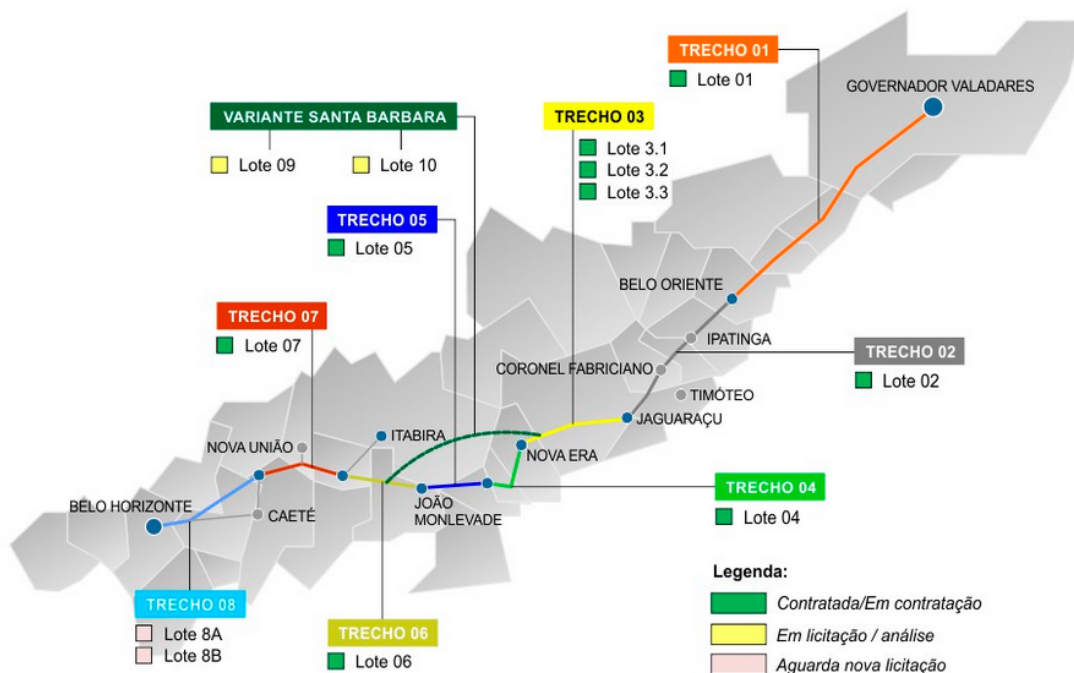 TRECHO 01
Lote 01
GOVERNADOR VALADARES
VARIANTE SANTA BARBARA
Lote 09
Lote 10
TRECHO 03
Lote 3.1
Lote 3.2
Lote 3.3
TRECHO 05
Lote 05
BELO ORIENTE
TRECHO 07
Lote 07
IPATINGA
TRECHO 02
Lote 02
CORONEL FABRICIANO
TIMÓTEO
JAGUARAÇU
ITABIRA
NOVA UNIÃO
NOVA ERA
TRECHO 04
Lote 04
BELO HORIZONTE
CAETÉ
JOÃO
MONLEVADE
TRECHO 08
Lote 8A
Lote 8B
TRECHO 06
Lote 06
Legenda:
Contratada/Em contratação
Em licitação / análise
Aguarda nova licitação